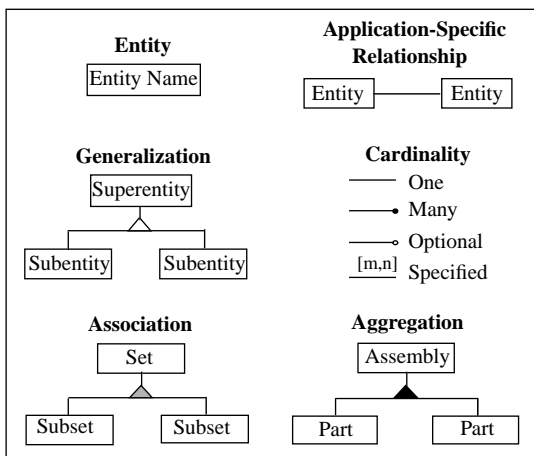 Entity
Entity Name
Application-Specific
Relationship
Entity Entity
Generalization
Superentity
Subentity Subentity
Cardinality
One
Many
Optional
[m,n] Specified
Association
Set
Subset Subset
Aggregation
Assembly
Part Part